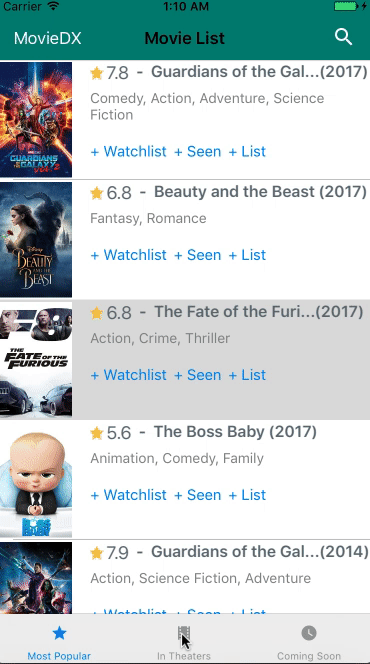 Carrier 1:10 AM
MovieDX Movie List
7.8 - Guardians of the Gal...(2017)
Comedy, Action, Adventure, Science
Fiction
+ Watchlist + Seen + List
GUARDIANS
OF THE
GALAXY
VOL. 2
6.8 - Beauty and the Beast (2017)
Fantasy, Romance
+ Watchlist + Seen + List
Disney
BEAUTY
AND THE
BEAST
6.8 - The Fate of the Furi...(2017)
Action, Crime, Thriller
+ Watchlist + Seen + List
THE
FATE OF THE
FURIOUS
5.6 - The Boss Baby (2017)
Animation, Comedy, Family
+ Watchlist + Seen + List
7.9 - Guardians of the Gal...(2014)
Action, Science Fiction, Adventure
+ Watchlist + Seen + List
Most Popular In Theaters Coming Soon